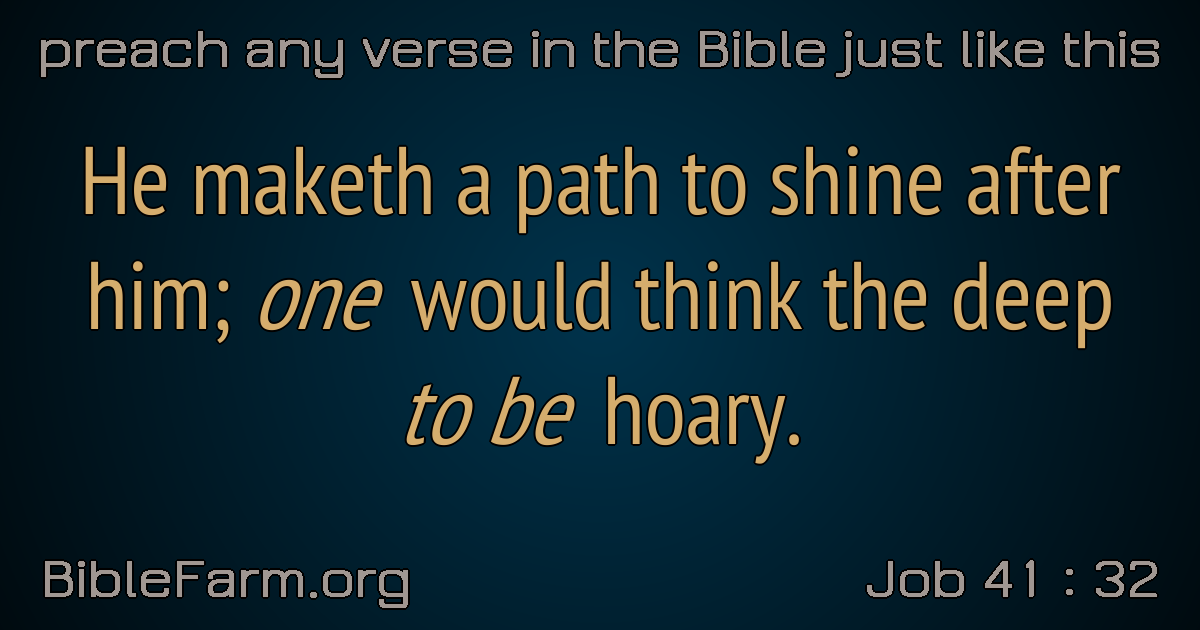 preach any verse in the Bible just like this
He maketh a path to shine after
him; one would think the deep
to be hoary.
BibleFarm.org
Job 41 : 32